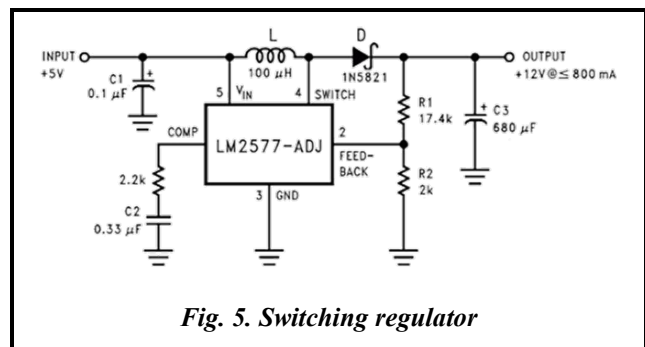 INPUT
+5V
C1
+
0.1 µF
L
100 µH
D
1N5821
OUTPUT
+12V@≤ 800 mA
5
VIN
4
SWITCH
R1
17.4k
+
C3
680 µF
COMP
LM2577-ADJ
2
FEED-
BACK
2.2k
C2
0.33 µF
3
GND
R2
2k
Fig. 5. Switching regulator